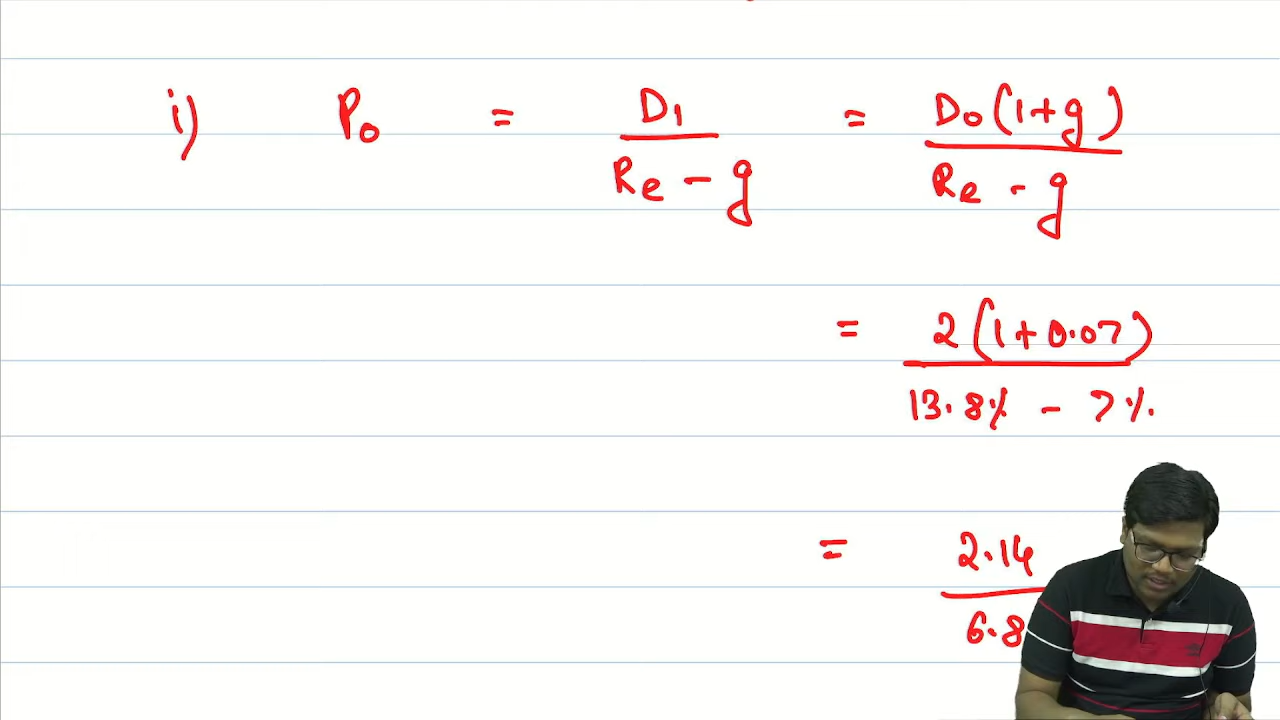 i) P₀ = D₁ / (Re - g) = D₀(1+g) / (Re - g)
= 2(1+0.07) / (13.8% - 7%)
= 2.14 / 6.8